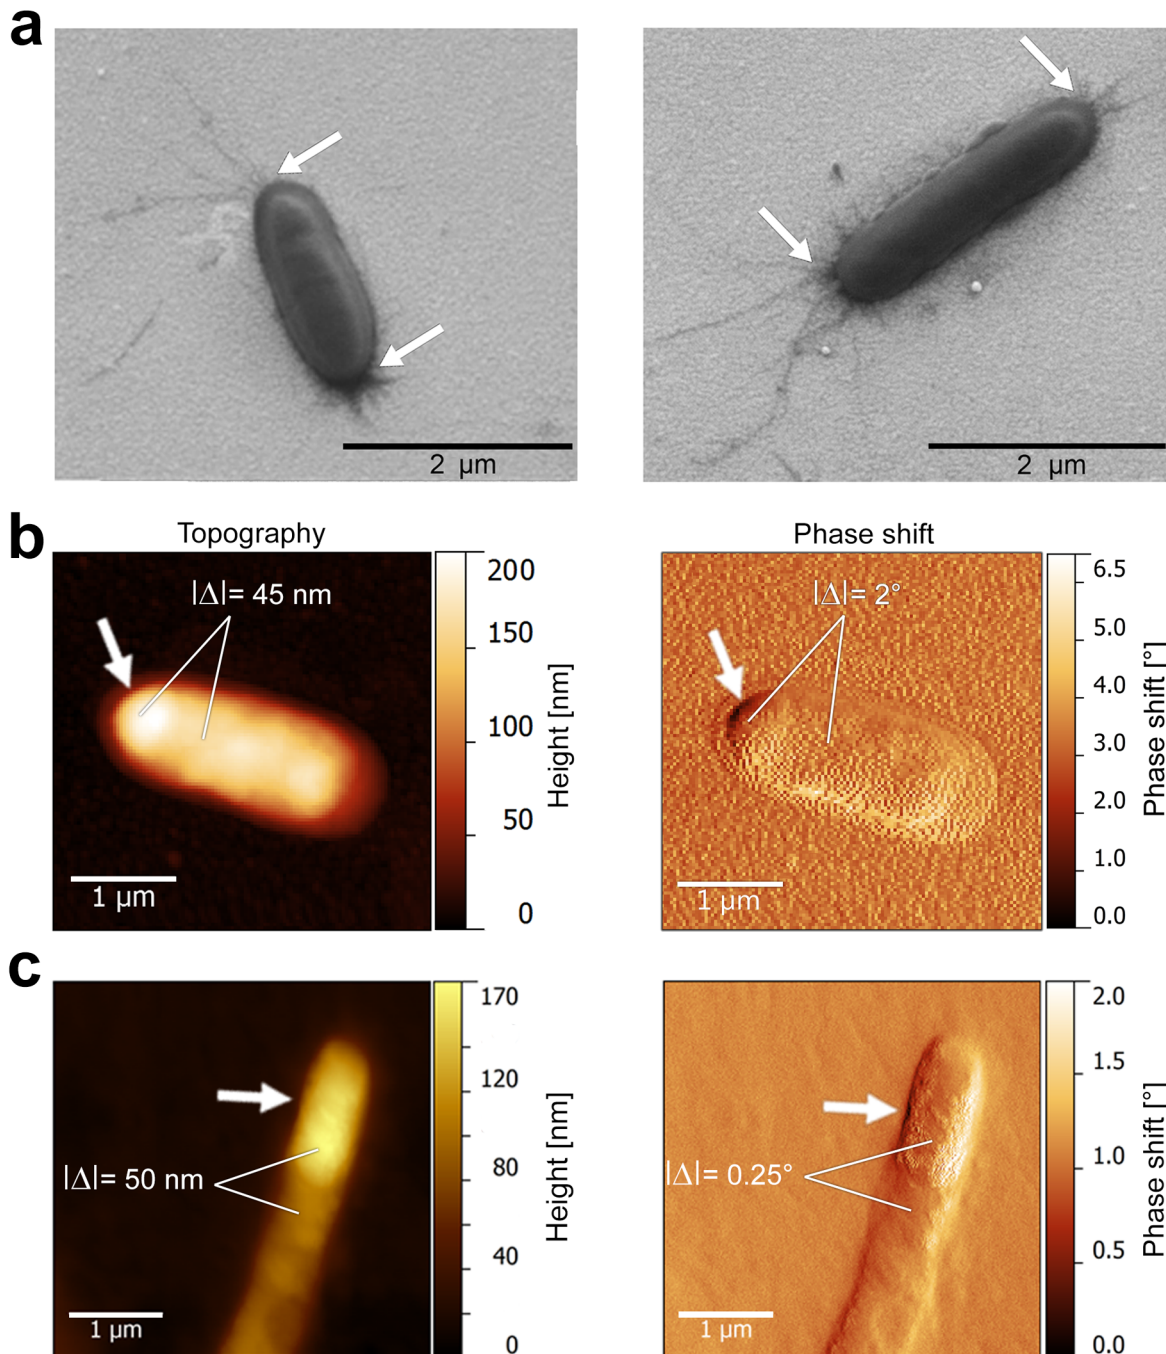 a
2 µm
2 µm
b
Topography
Phase shift
|Δ|= 45 nm
200
150
100
50
0
Height [nm]
1 µm
|Δ|= 2°
6.5
5.0
4.0
3.0
2.0
1.0
0.0
Phase shift [°]
1 µm
c
|Δ|= 50 nm
170
120
80
40
0
Height [nm]
1 µm
|Δ|= 0.25°
2.0
1.5
1.0
0.5
0.0
Phase shift [°]
1 µm